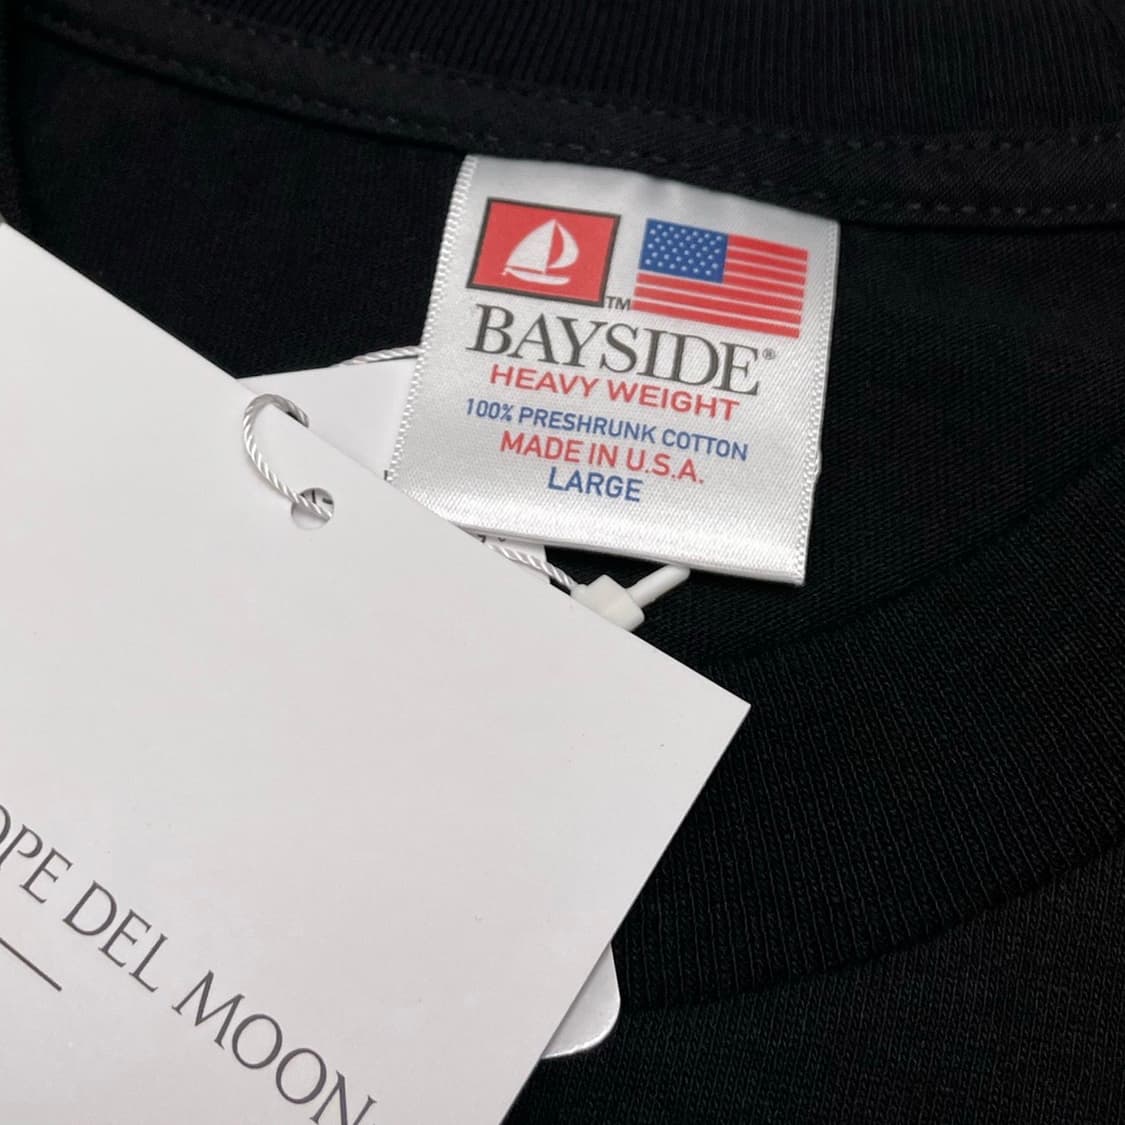 TM
BAYSIDE®
HEAVY WEIGHT
100% PRESHRUNK COTTON
MADE IN U.S.A.
LARGE
OPE DEL MOON